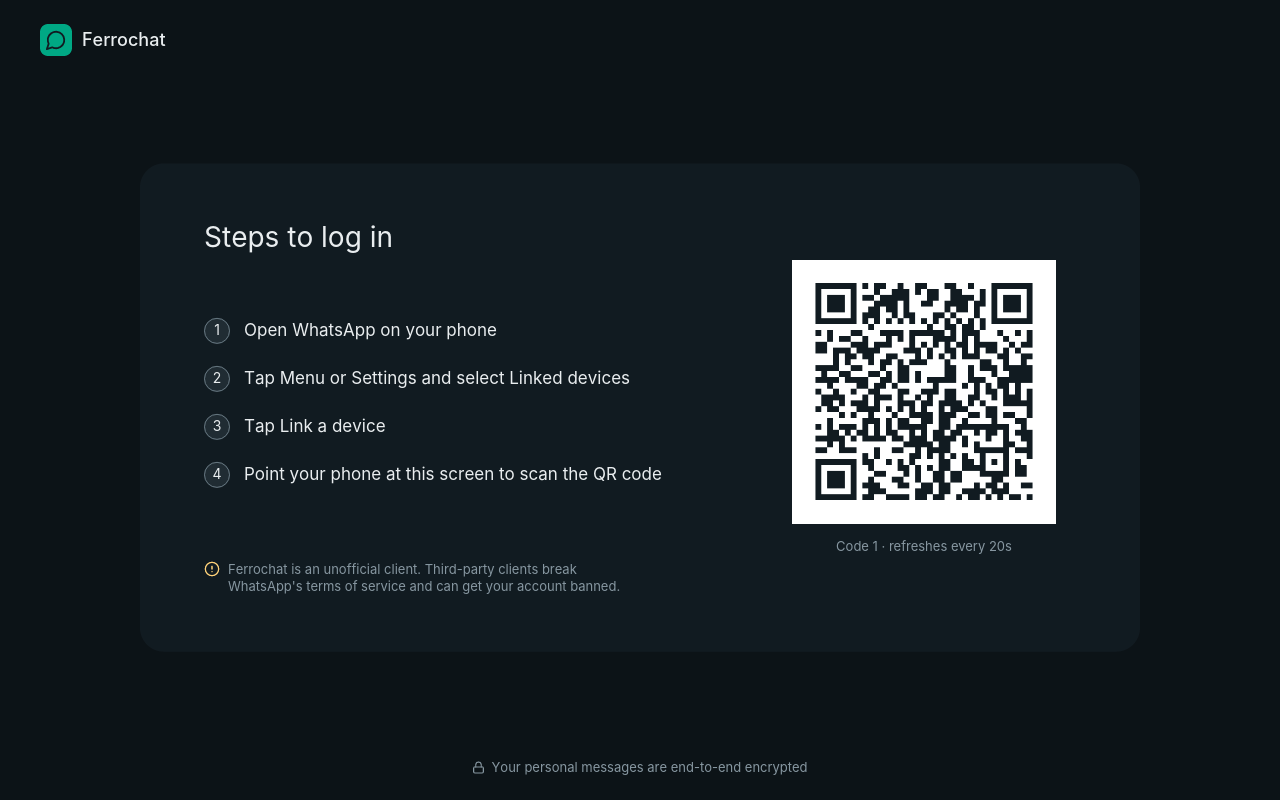 Ferrochat
Steps to log in
1 Open WhatsApp on your phone
2 Tap Menu or Settings and select Linked devices
3 Tap Link a device
4 Point your phone at this screen to scan the QR code
Code 1 · refreshes every 20s
Ferrochat is an unofficial client. Third-party clients break
WhatsApp's terms of service and can get your account banned.
Your personal messages are end-to-end encrypted